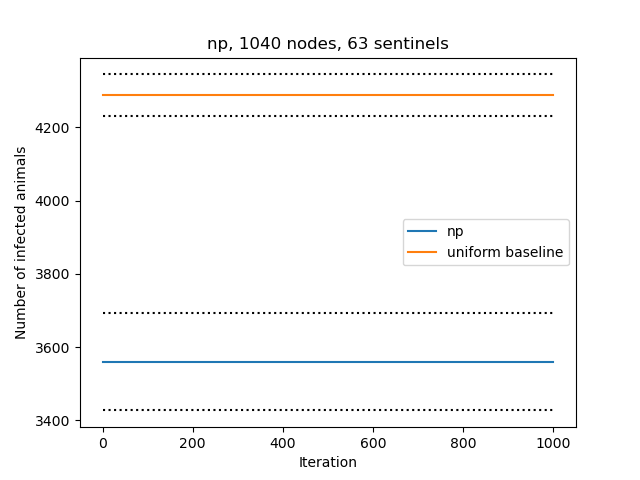 np, 1040 nodes, 63 sentinels
Number of infected animals
4200
4000
3800
3600
3400
np
uniform baseline
0 200 400 600 800 1000
Iteration